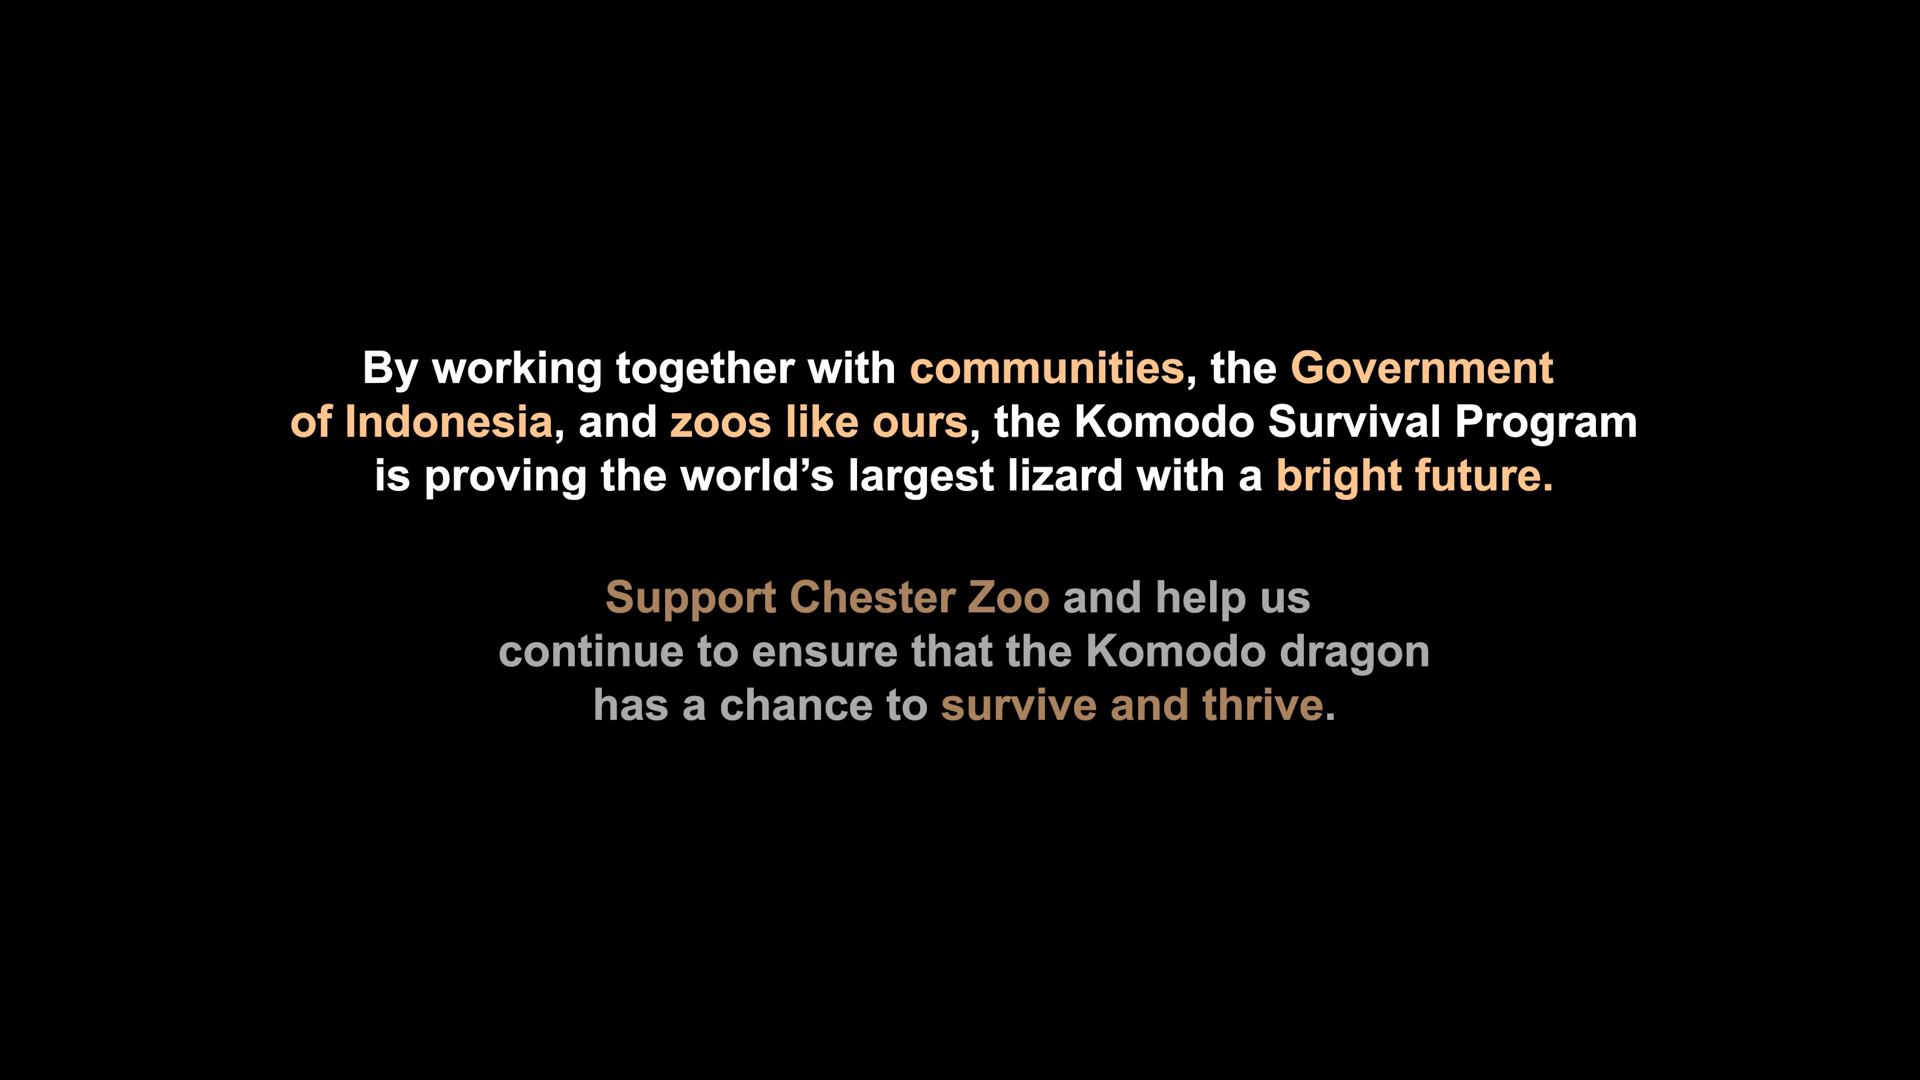 By working together with communities, the Government
of Indonesia, and zoos like ours, the Komodo Survival Program
is proving the world’s largest lizard with a bright future.
Support Chester Zoo and help us
continue to ensure that the Komodo dragon
has a chance to survive and thrive.